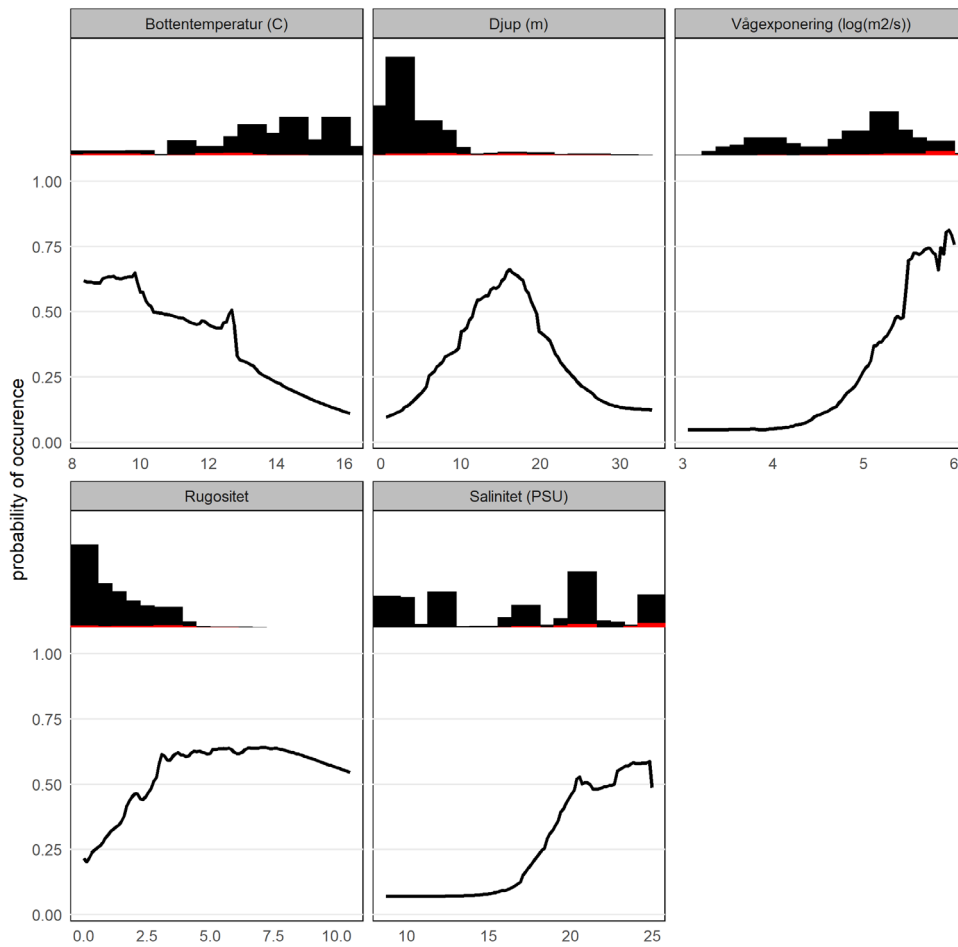 Bottentemperatur (C)
Djup (m)
Vågexponering (log(m2/s))
1.00
0.75
0.50
0.25
0.00
8 10 12 14 16
0 10 20 30
3 4 5 6
probability of occurence
Rugositet
Salinitet (PSU)
1.00
0.75
0.50
0.25
0.00
0.0 2.5 5.0 7.5 10.0
10 15 20 25